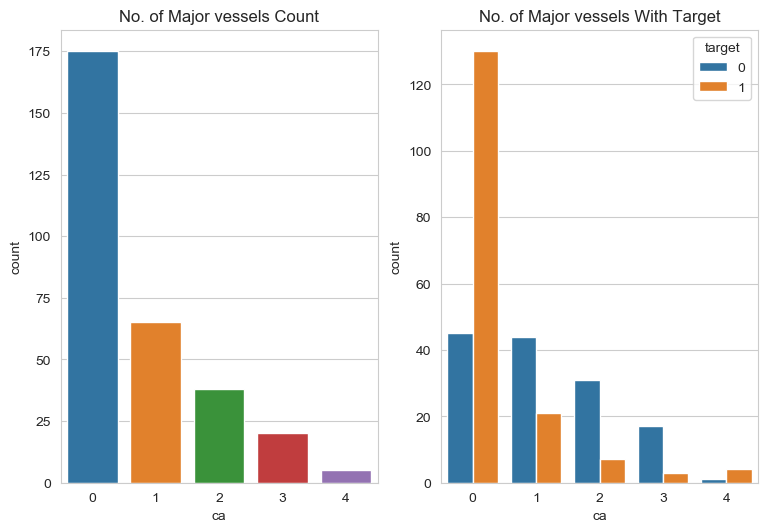 No. of Major vessels Count
175
150
125
100
75
50
25
0
count
0 1 2 3 4
ca
No. of Major vessels With Target
target
0
1
120
100
80
60
40
20
0
count
0 1 2 3 4
ca